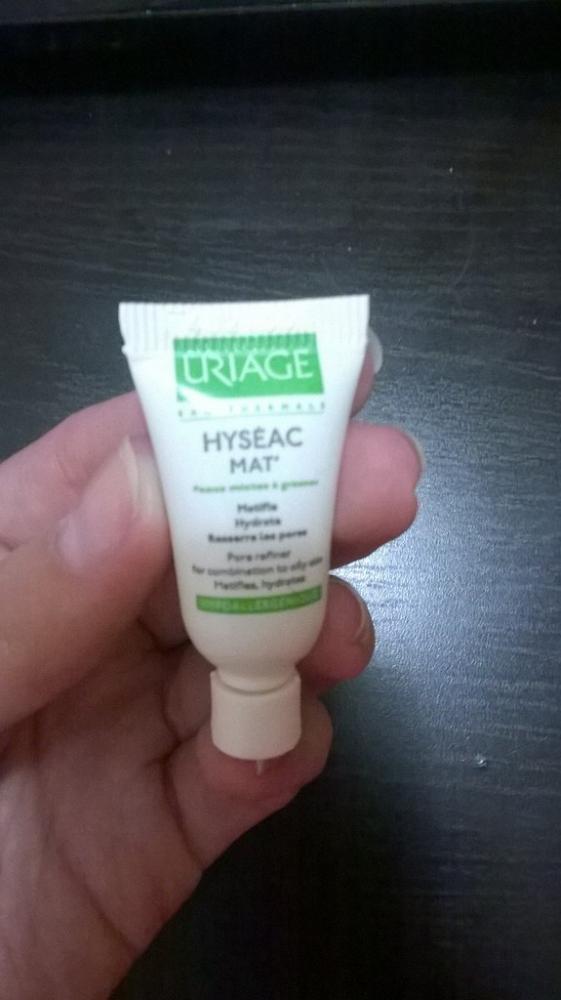 URIAGE
EAU THERMALE
HYSÉAC
MAT'
Peaux mixtes à grasses
Matifie
Hydrate
Resserre les pores
Pore refiner
for combination to oily skin
Matifies, hydrates
HYPOALLERGENIQUE